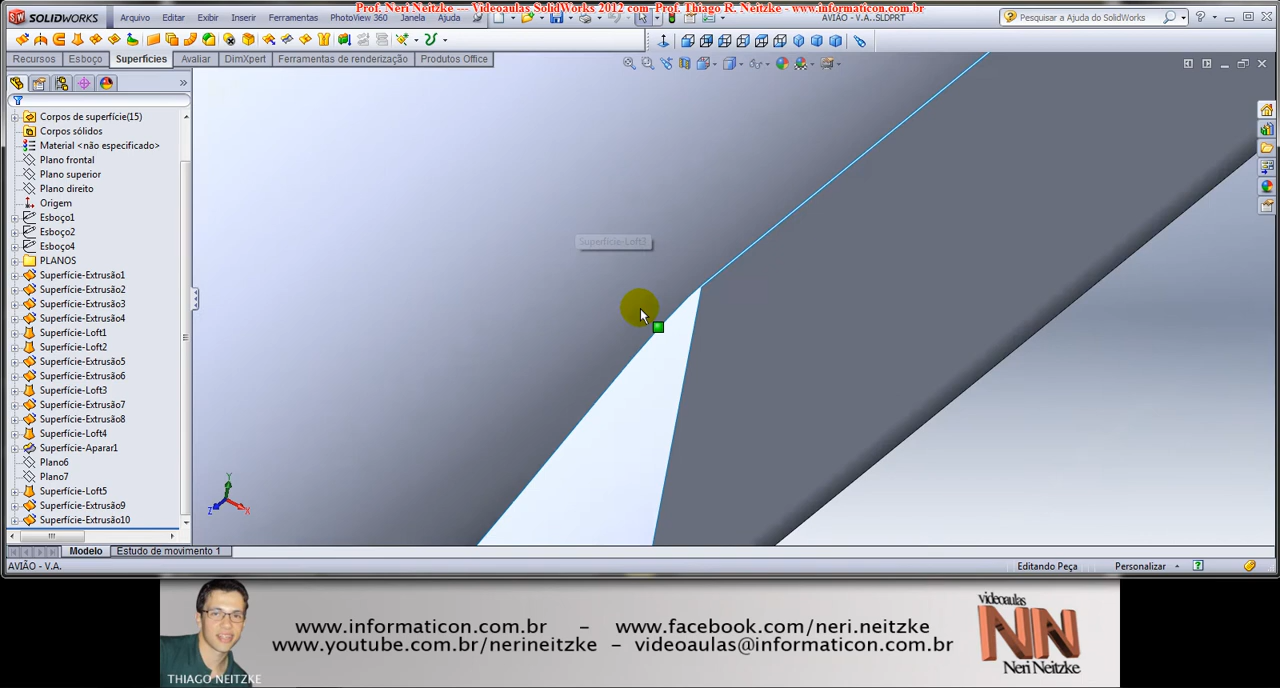 Prof. Neri Neitzke --- Videoaulas SolidWorks 2012 com Prof. Thiago R. Neitzke - www.informaticon.com.br
SOLIDWORKS
Arquivo Editar Exibir Inserir Ferramentas PhotoView 360 Janela Ajuda
AVIÃO - V.A..SLDPRT
Pesquisar a Ajuda do SolidWorks
Recursos Esboço Superfícies Avaliar DimXpert Ferramentas de renderização Produtos Office
Corpos de superfície(15)
Corpos sólidos
Material <não especificado>
Plano frontal
Plano superior
Plano direito
Origem
Esboço1
Esboço2
Esboço4
PLANOS
Superfície-Extrusão1
Superfície-Extrusão2
Superfície-Extrusão3
Superfície-Extrusão4
Superfície-Loft1
Superfície-Loft2
Superfície-Extrusão5
Superfície-Extrusão6
Superfície-Loft3
Superfície-Extrusão7
Superfície-Extrusão8
Superfície-Loft4
Superfície-Aparar1
Plano6
Plano7
Superfície-Loft5
Superfície-Extrusão9
Superfície-Extrusão10
Y
Z
X
Modelo Estudo de movimento 1
AVIÃO - V.A.
Editando Peça
Personalizar
www.informaticon.com.br - www.facebook.com/neri.neitzke
www.youtube.com.br/nerineitzke - videoaulas@informaticon.com.br
THIAGO NEITZKE
videoaulas
NN
Neri Neitzke